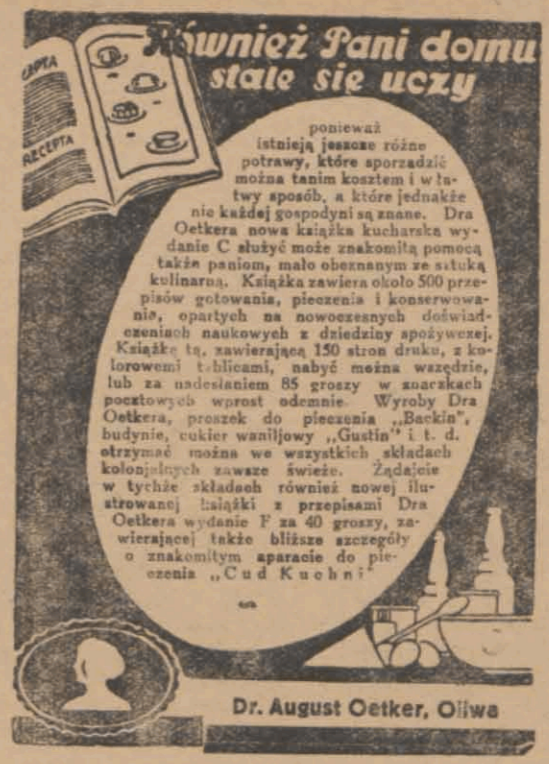 Również Pani domu
stale się uczy
CEPTA
RECEPTA
ponieważ
istnieją jeszcze różne
potrawy, które sporządzić
można tanim kosztem i w ła-
twy sposób, a które jednakże
nie każdej gospodyni są znane. Dra
Oetkera nowa książka kucharska wy-
danie C służyć może znakomitą pomocą
także paniom, mało obeznanym ze sztuką
kulinarną. Książka zawiera około 500 prze-
pisów gotowania, pieczenia i konserwowa-
nia, opartych na nowoczesnych doświad-
czeniach naukowych z dziedziny spożywczej.
Książkę tą, zawierającą 150 stron druku, z ko-
lorowemi tablicami, nabyć można wszędzie,
lub za nadesłaniem 85 groszy w znaczkach
pocztowych wprost odemnie. Wyroby Dra
Oetkera, proszek do pieczenia „Backin",
budynie, cukier waniljowy „Gustin" i t. d.
otrzymać można we wszystkich składach
kolonjalnych zawsze świeże. Żądajcie
w tychże składach również nowej ilu-
strowanej książki z przepisami Dra
Oetkera wydanie F za 40 groszy, za-
wierającej także bliższe szczegóły
o znakomitym aparacie do pie-
czenia „Cud Kuchni"
Dr. August Oetker, Oliwa